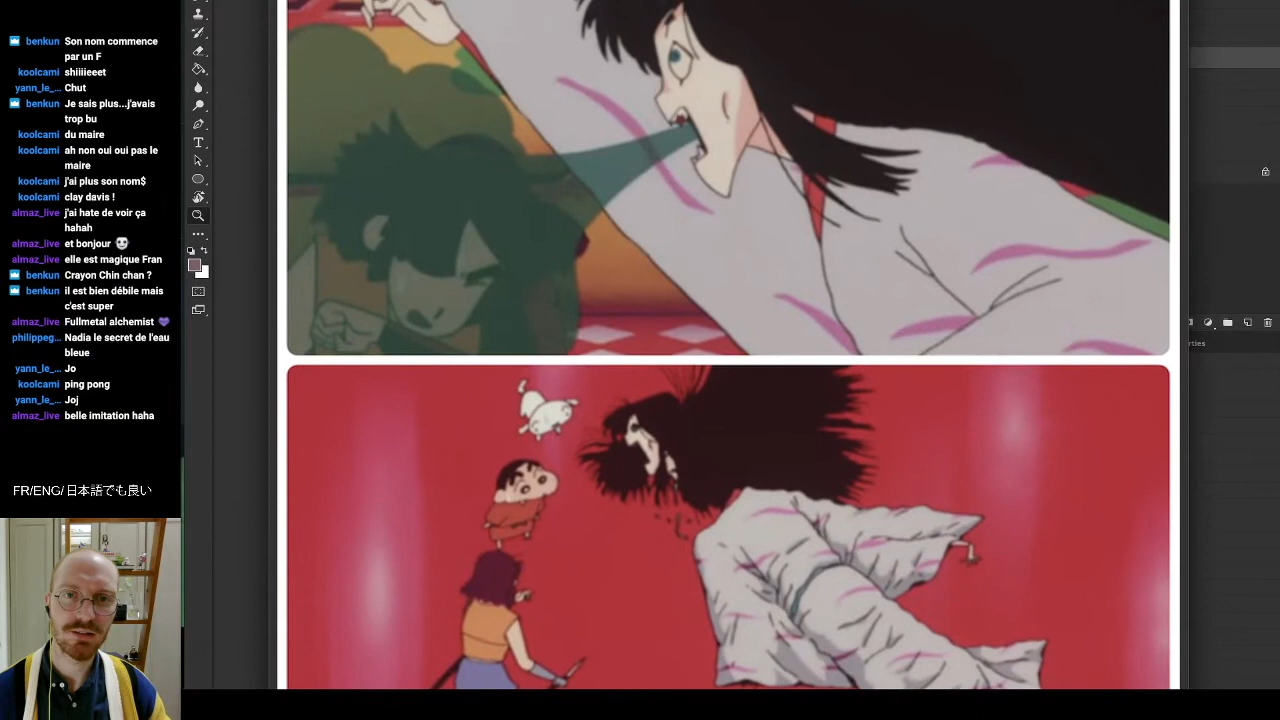 benkun Son nom commence
par un F
koolcami shiiiieeet
yann_le_... Chut
benkun Je sais plus...j'avais
trop bu
koolcami du maire
koolcami ah non oui oui pas le
maire
koolcami j'ai plus son nom$
koolcami clay davis !
almaz_live j'ai hate de voir ça
hahah
almaz_live et bonjour
almaz_live elle est magique Fran
benkun Crayon Chin chan ?
benkun il est bien débile mais
c'est super
almaz_live Fullmetal alchemist
philippeg... Nadia le secret de l'eau
bleue
yann_le_... Jo
koolcami ping pong
yann_le_... Joj
almaz_live belle imitation haha
FR/ENG/日本語でも良い
T
rties